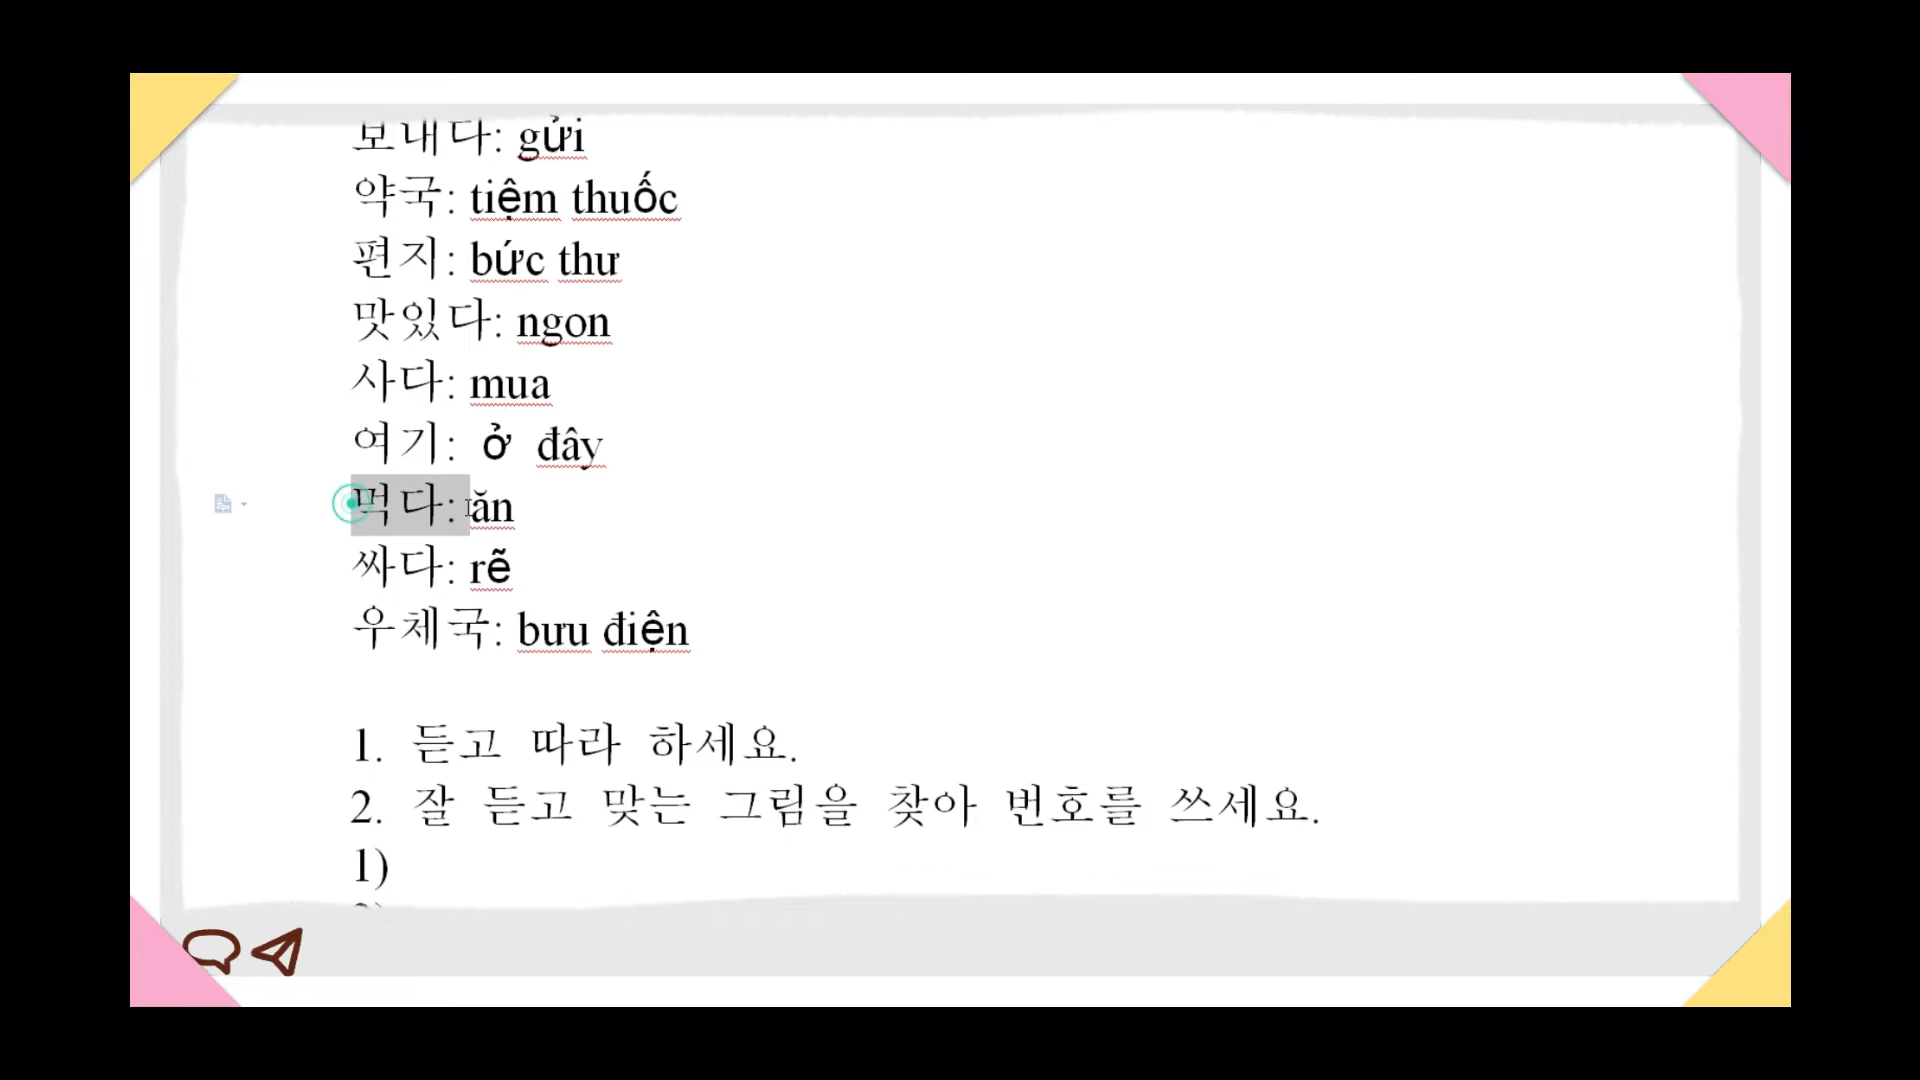 보내다: gửi
약국: tiệm thuốc
편지: bức thư
맛있다: ngon
사다: mua
여기: ở đây
먹다: ăn
싸다: rẽ
우체국: bưu điện
1. 듣고 따라 하세요.
2. 잘 듣고 맞는 그림을 찾아 번호를 쓰세요.
1)